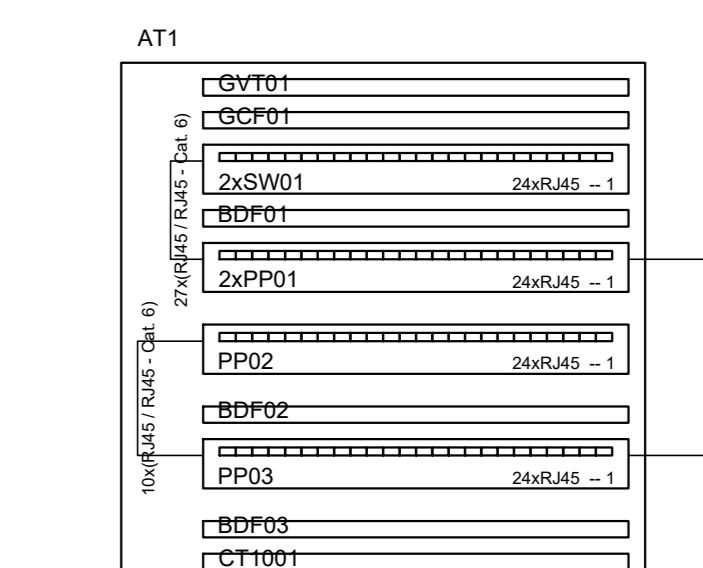 AT1
GVT01
GCF01
27x(RJ45 / RJ45 - Cat. 6)
2xSW01
24xRJ45 -- 1
BDF01
2xPP01
24xRJ45 -- 1
10x(RJ45 / RJ45 - Cat. 6)
PP02
24xRJ45 -- 1
BDF02
PP03
24xRJ45 -- 1
BDF03
CT1001